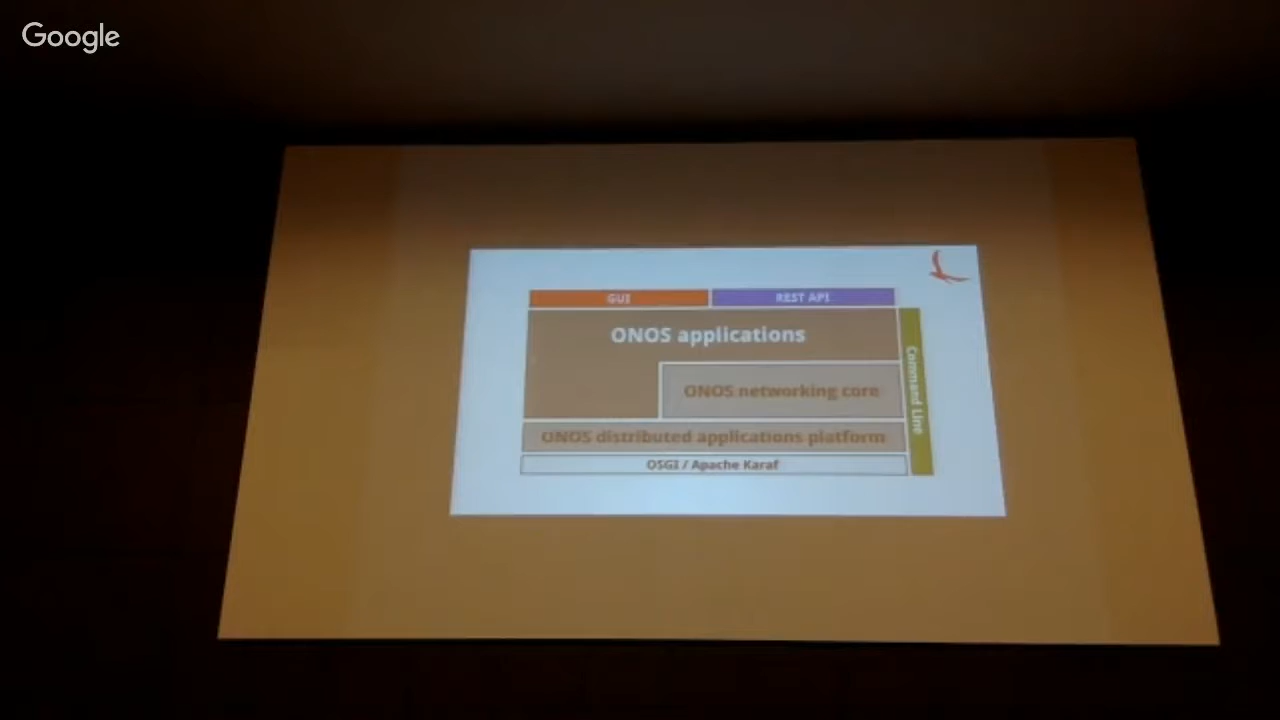 Google
GUI
REST API
ONOS applications
Command Line
ONOS networking core
ONOS distributed applications platform
OSGI / Apache Karaf